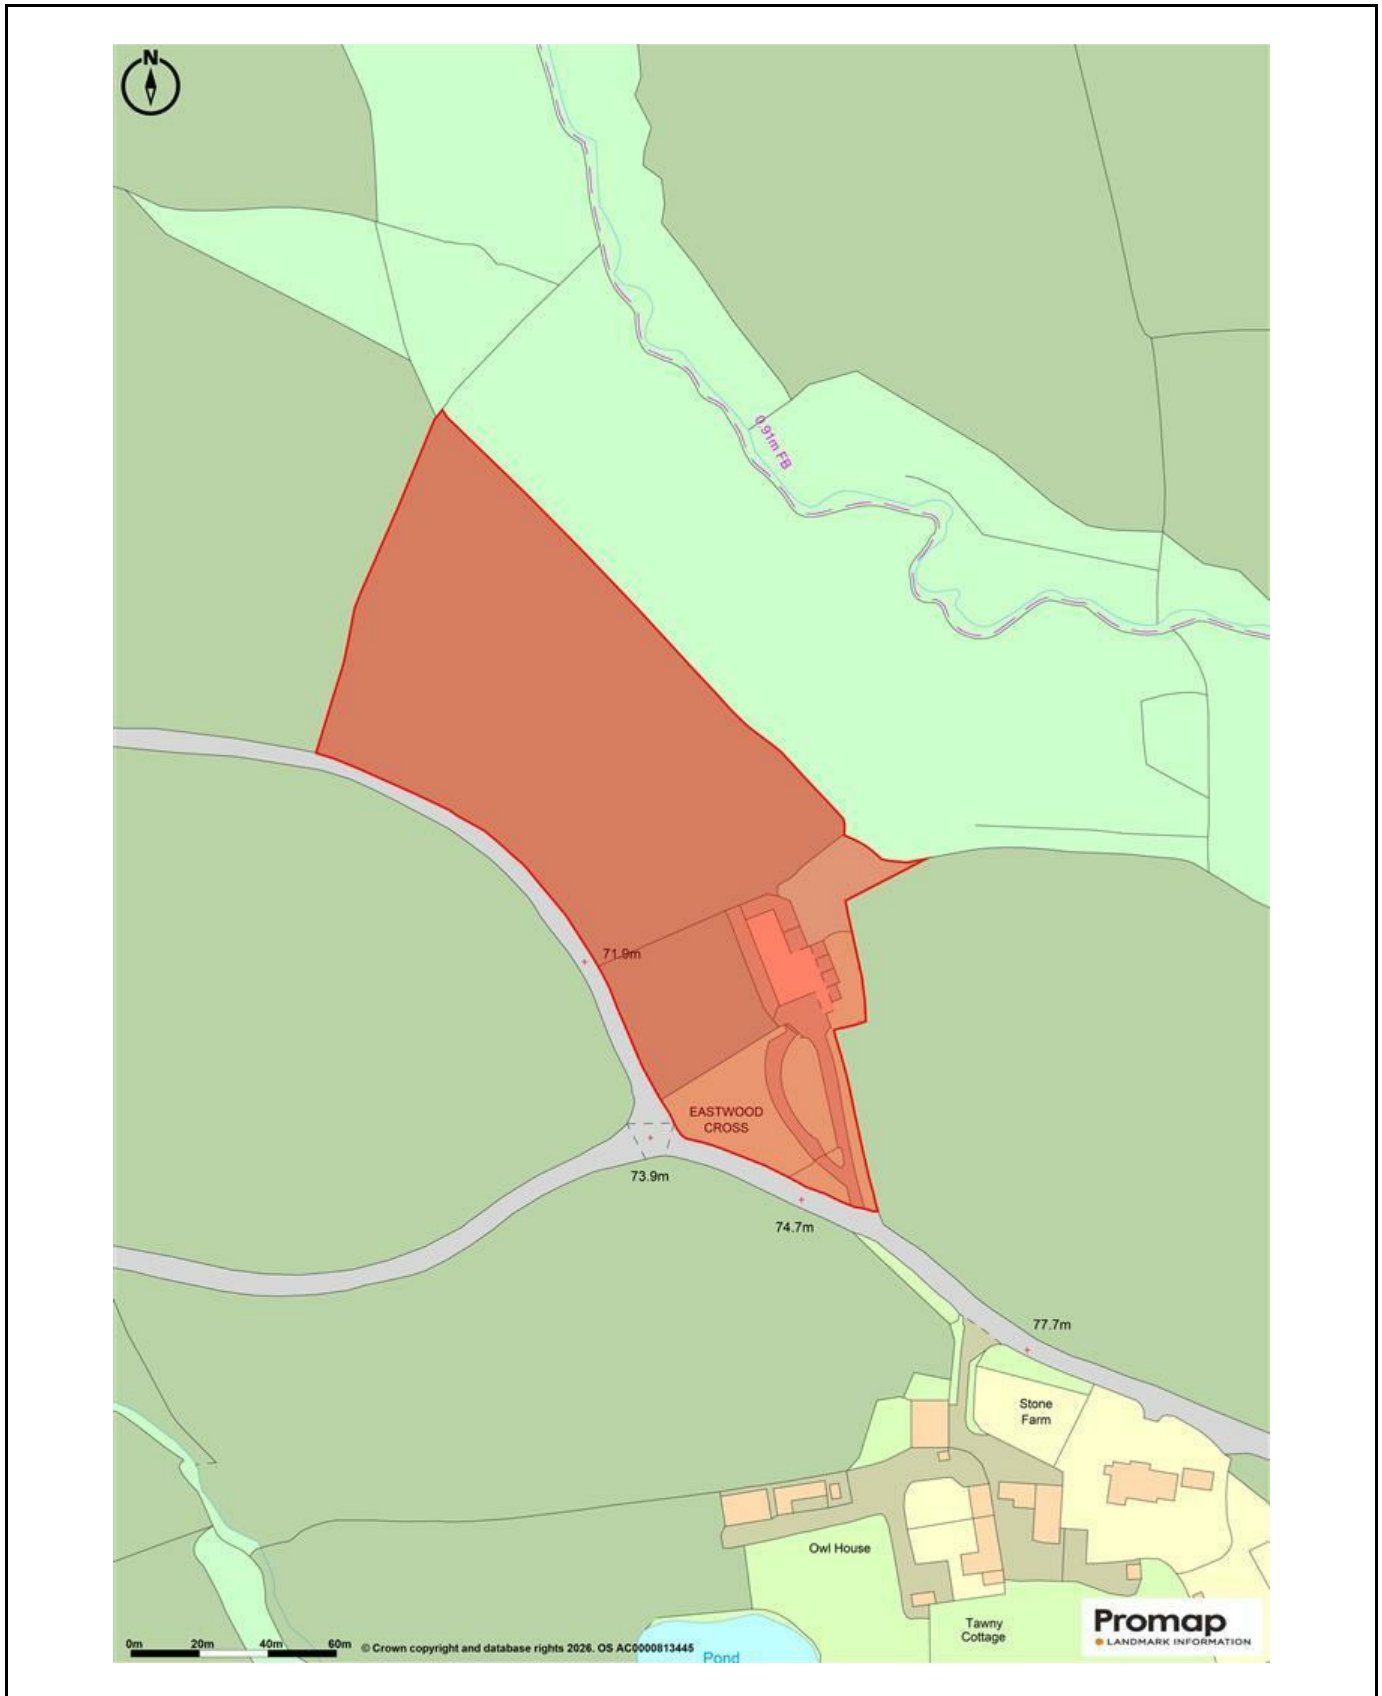 N
0.91m FB
71.9m
EASTWOOD
CROSS
73.9m
74.7m
77.7m
Stone
Farm
Owl House
Tawny
Cottage
Pond
0m 20m 40m 60m
© Crown copyright and database rights 2026. OS AC0000813445
Promap
LANDMARK INFORMATION